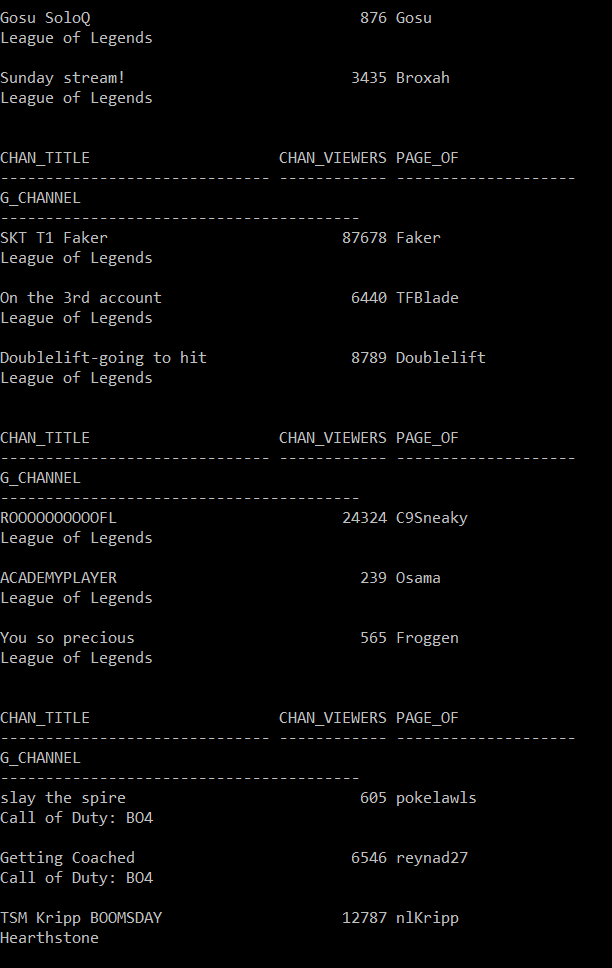 Gosu SoloQ 876 Gosu
League of Legends
Sunday stream! 3435 Broxah
League of Legends
CHAN_TITLE CHAN_VIEWERS PAGE_OF
------------------------------ ------------ --------------------
G_CHANNEL
----------------------------------------
SKT T1 Faker 87678 Faker
League of Legends
On the 3rd account 6440 TFBlade
League of Legends
Doublelift-going to hit 8789 Doublelift
League of Legends
CHAN_TITLE CHAN_VIEWERS PAGE_OF
------------------------------ ------------ --------------------
G_CHANNEL
----------------------------------------
ROOOOOOOOOOFL 24324 C9Sneaky
League of Legends
ACADEMYPLAYER 239 Osama
League of Legends
You so precious 565 Froggen
League of Legends
CHAN_TITLE CHAN_VIEWERS PAGE_OF
------------------------------ ------------ --------------------
G_CHANNEL
----------------------------------------
slay the spire 605 pokelawls
Call of Duty: BO4
Getting Coached 6546 reynad27
Call of Duty: BO4
TSM Kripp BOOMSDAY 12787 nlKripp
Hearthstone